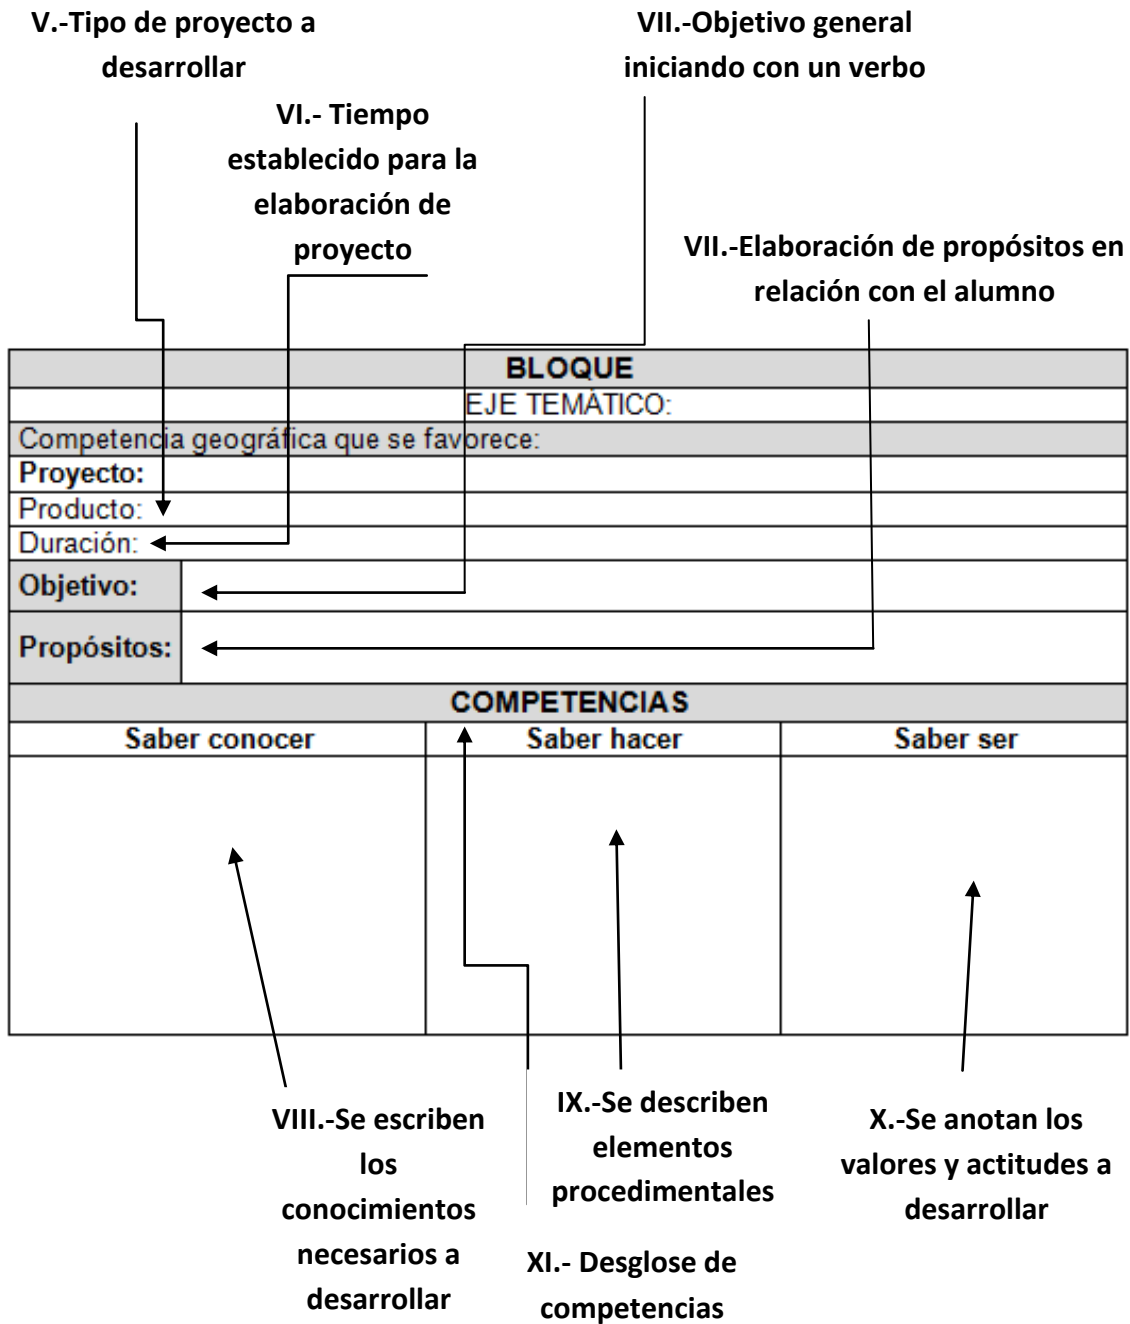 V.-Tipo de proyecto a
desarrollar
VII.-Objetivo general
iniciando con un verbo
VI.- Tiempo
establecido para la
elaboración de
proyecto
VII.-Elaboración de propósitos en
relación con el alumno
BLOQUE
EJE TEMÁTICO:
Competencia geográfica que se favorece:
Proyecto:
Producto:
Duración:
Objetivo:
Propósitos:
COMPETENCIAS
Saber conocer
Saber hacer
Saber ser
VIII.-Se escriben
los
conocimientos
necesarios a
desarrollar
IX.-Se describen
elementos
procedimentales
X.-Se anotan los
valores y actitudes a
desarrollar
XI.- Desglose de
competencias